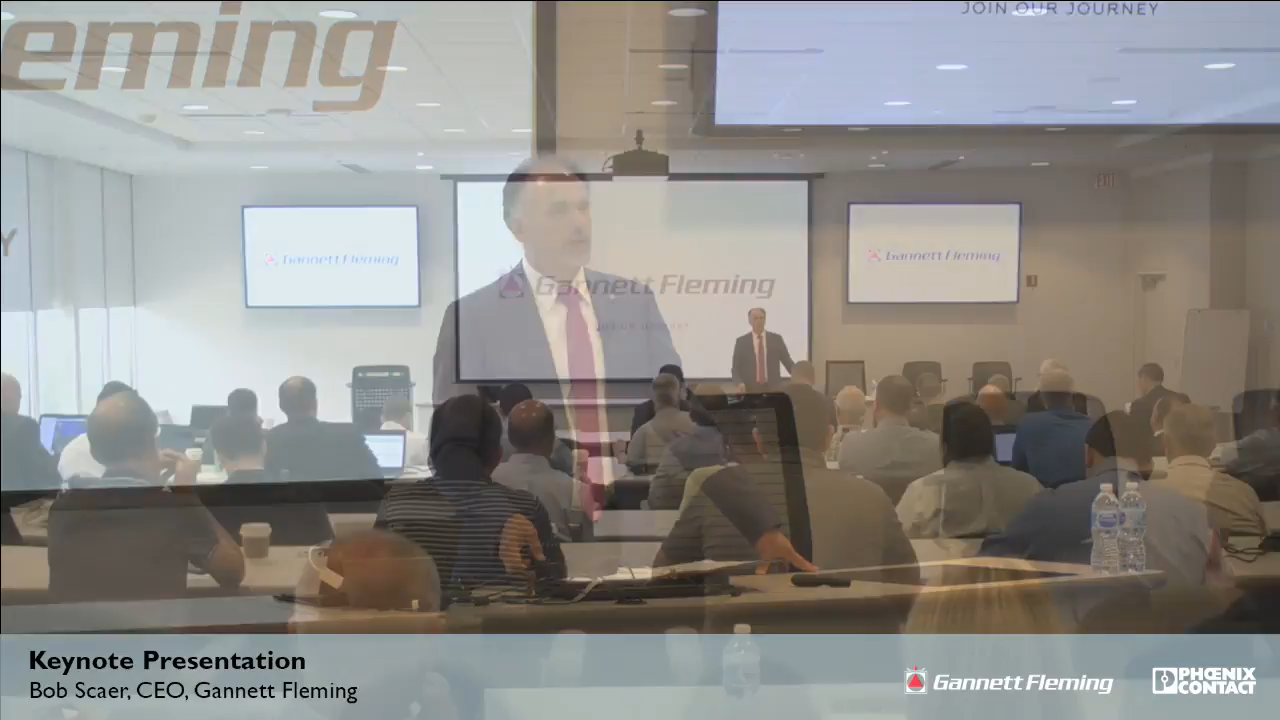 eming
JOIN OUR JOURNEY
Y
Gannett Fleming
Gannett Fleming
Gannett Fleming
Keynote Presentation
Bob Scaer, CEO, Gannett Fleming
Gannett Fleming
PHŒNIX
CONTACT